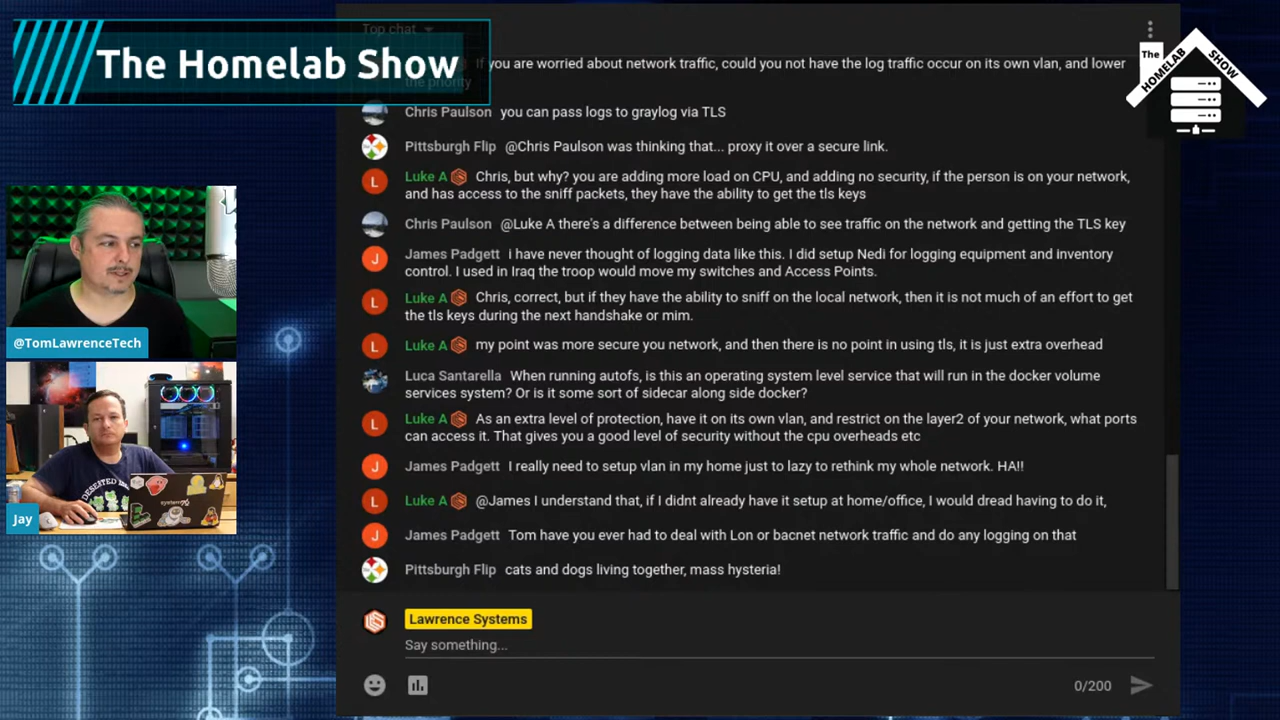 The Homelab Show
Top chat
The
HOMELAB
SHOW
If you are worried about network traffic, could you not have the log traffic occur on its own vlan, and lower
the priority
Chris Paulson you can pass logs to graylog via TLS
Pittsburgh Flip @Chris Paulson was thinking that... proxy it over a secure link.
L Luke A Chris, but why? you are adding more load on CPU, and adding no security, if the person is on your network,
and has access to the sniff packets, they have the ability to get the tls keys
Chris Paulson @Luke A there's a difference between being able to see traffic on the network and getting the TLS key
J James Padgett i have never thought of logging data like this. I did setup Nedi for logging equipment and inventory
control. I used in Iraq the troop would move my switches and Access Points.
L Luke A Chris, correct, but if they have the ability to sniff on the local network, then it is not much of an effort to get
the tls keys during the next handshake or mim.
L Luke A my point was more secure you network, and then there is no point in using tls, it is just extra overhead
Luca Santarella When running autofs, is this an operating system level service that will run in the docker volume
services system? Or is it some sort of sidecar along side docker?
L Luke A As an extra level of protection, have it on its own vlan, and restrict on the layer2 of your network, what ports
can access it. That gives you a good level of security without the cpu overheads etc
J James Padgett I really need to setup vlan in my home just to lazy to rethink my whole network. HA!!
L Luke A @James I understand that, if I didnt already have it setup at home/office, I would dread having to do it,
J James Padgett Tom have you ever had to deal with Lon or bacnet network traffic and do any logging on that
Pittsburgh Flip cats and dogs living together, mass hysteria!
Lawrence Systems
Say something...
0/200
@TomLawrenceTech
Jay